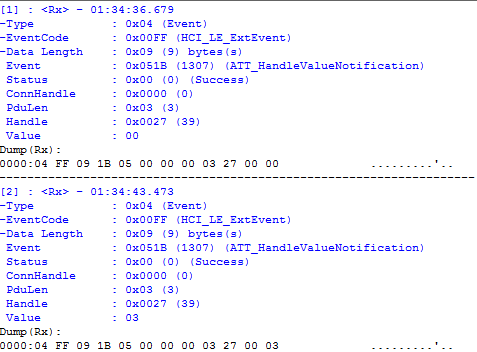 [1] : <Rx> - 01:34:36.679
-Type : 0x04 (Event)
-EventCode : 0x00FF (HCI_LE_ExtEvent)
-Data Length : 0x09 (9) bytes(s)
Event : 0x051B (1307) (ATT_HandleValueNotification)
Status : 0x00 (0) (Success)
ConnHandle : 0x0000 (0)
PduLen : 0x03 (3)
Handle : 0x0027 (39)
Value : 00
Dump(Rx):
0000:04 FF 09 1B 05 00 00 00 03 27 00 00 .........'..
--------------------------------------------------------------------
[2] : <Rx> - 01:34:43.473
-Type : 0x04 (Event)
-EventCode : 0x00FF (HCI_LE_ExtEvent)
-Data Length : 0x09 (9) bytes(s)
Event : 0x051B (1307) (ATT_HandleValueNotification)
Status : 0x00 (0) (Success)
ConnHandle : 0x0000 (0)
PduLen : 0x03 (3)
Handle : 0x0027 (39)
Value : 03
Dump(Rx):
0000:04 FF 09 1B 05 00 00 00 03 27 00 03 .........'..